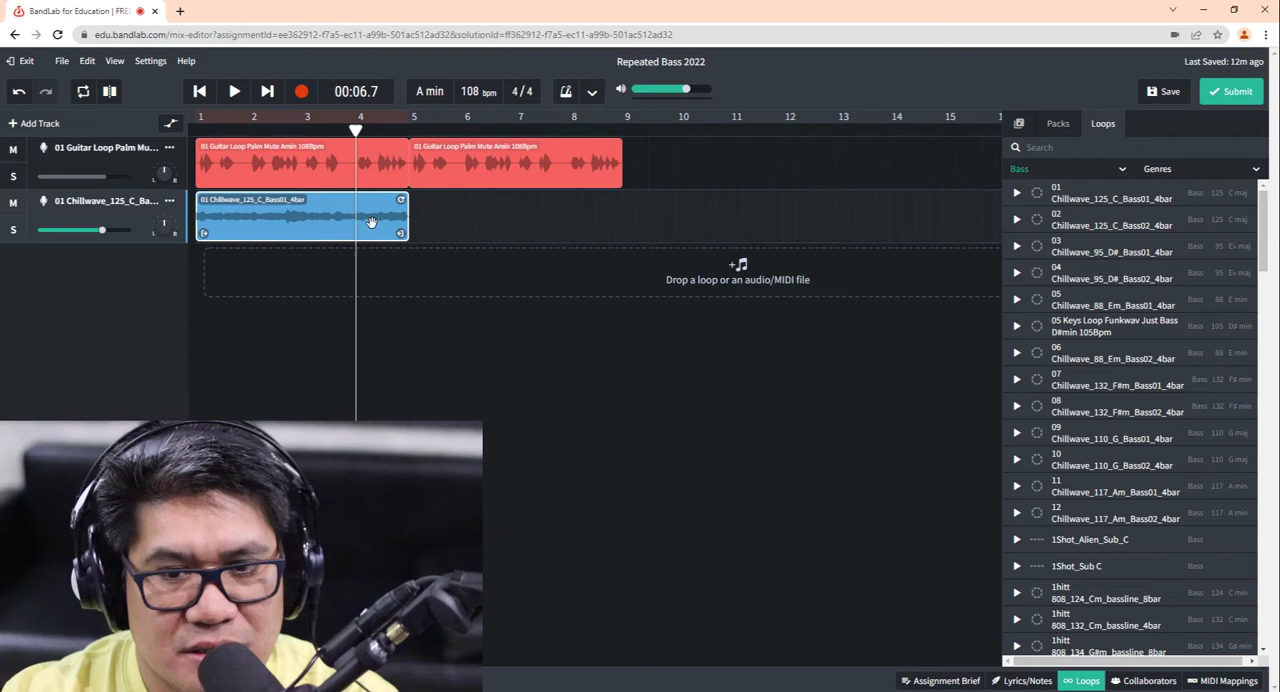 BandLab for Education | FREE
edu.bandlab.com/mix-editor?assignmentId=ee362912-f7a5-ec11-a99b-501ac512ad32&solutionId=ff362912-f7a5-ec11-a99b-501ac512ad32
Exit File Edit View Settings Help
Repeated Bass 2022
Last Saved: 12m ago
00:06.7 A min 108 bpm 4 / 4 Save Submit
+ Add Track
1 2 3 4 5 6 7 8 9 10 11 12 13 14 15
Packs Loops
M 01 Guitar Loop Palm Mu...
S L R
01 Guitar Loop Palm Mute Amin 108Bpm
01 Guitar Loop Palm Mute Amin 108Bpm
M 01 Chillwave_125_C_Ba...
S L R
01 Chillwave_125_C_Bass01_4bar
Drop a loop or an audio/MIDI file
Search
Bass Genres
01
Chillwave_125_C_Bass01_4bar Bass 125 C maj
02
Chillwave_125_C_Bass02_4bar Bass 125 C maj
03
Chillwave_95_D#_Bass01_4bar Bass 95 E♭ maj
04
Chillwave_95_D#_Bass02_4bar Bass 95 E♭ maj
05
Chillwave_88_Em_Bass01_4bar Bass 88 E min
05 Keys Loop Funkwav Just Bass
D#min 105Bpm Bass 105 D♯ min
06
Chillwave_88_Em_Bass02_4bar Bass 88 E min
07
Chillwave_132_F#m_Bass01_4bar Bass 132 F♯ min
08
Chillwave_132_F#m_Bass02_4bar Bass 132 F♯ min
09
Chillwave_110_G_Bass01_4bar Bass 110 G maj
10
Chillwave_110_G_Bass02_4bar Bass 110 G maj
11
Chillwave_117_Am_Bass01_4bar Bass 117 A min
12
Chillwave_117_Am_Bass02_4bar Bass 117 A min
1Shot_Alien_Sub_C Bass
1Shot_Sub C Bass
1hitt
808_124_Cm_bassline_8bar Bass 124 C min
1hitt
808_132_Cm_bassline_4bar Bass 132 C min
1hitt
808_134_G#m_bassline_8bar Bass 134 G♯ min
Assignment Brief Lyrics/Notes Loops Collaborators MIDI Mappings